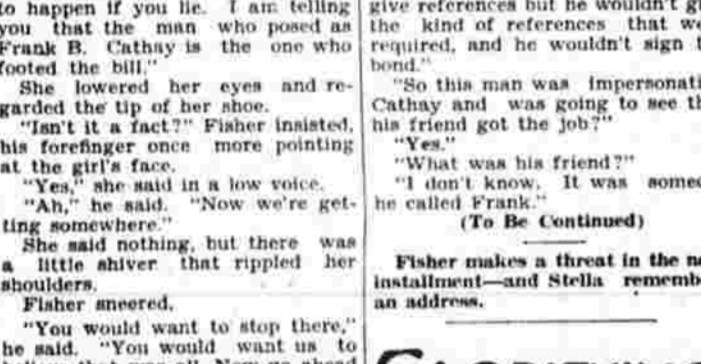 to happen if you lie. I am telling
you that the man who posed as
Frank B. Cathay is the one who
footed the bill."
She lowered her eyes and re-
garded the tip of her shoe.
"Isn't it a fact?" Fisher insisted,
his forefinger once more pointing
at the girl's face.
"Yes," she said in a low voice.
"Ah," he said. "Now we're get-
ting somewhere."
She said nothing, but there was
a little shiver that rippled her
shoulders.
Fisher sneered.
"You would want to stop there,"
he said. "You would want us to
give references but he wouldn't
the kind of references that
required, and he wouldn't sign
bond."
"So this man was impersonati
Cathay and was going to see
his friend got the job?"
"Yes."
"What was his friend?"
"I don't know. It was
he called Frank."
(To Be Continued)
Fisher makes a threat in the
installment—and Stella rememb
an address.